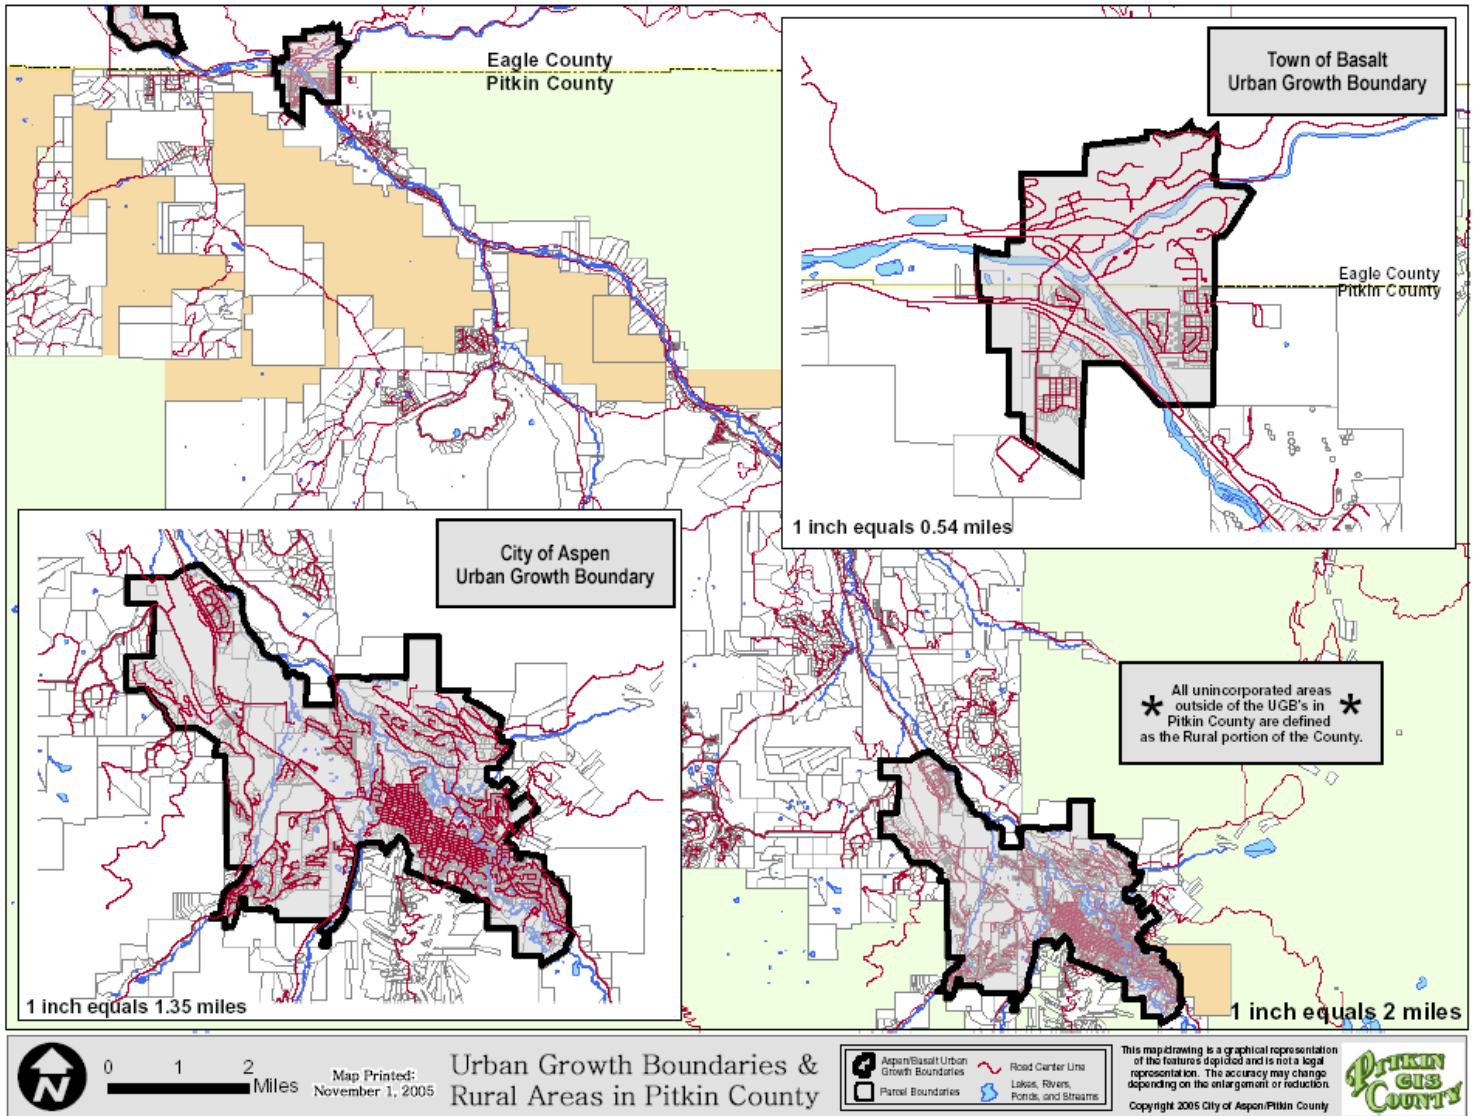 Eagle County
Pitkin County
Town of Basalt
Urban Growth Boundary
Eagle County
Pitkin County
1 inch equals 0.54 miles
City of Aspen
Urban Growth Boundary
1 inch equals 1.35 miles
* All unincorporated areas *
outside of the UGB's in
Pitkin County are defined
as the Rural portion of the County.
1 inch equals 2 miles
N
0 1 2
Miles
Map Printed:
November 1, 2005
Urban Growth Boundaries &
Rural Areas in Pitkin County
Aspen/Basalt Urban
Growth Boundaries
Parcel Boundaries
Road Center Line
Lakes, Rivers,
Ponds, and Streams
This map/drawing is a graphical representation
of the features depicted and is not a legal
representation. The accuracy may change
depending on the enlargement or reduction.
Copyright 2005 City of Aspen/Pitkin County
PITKIN
GIS
COUNTY